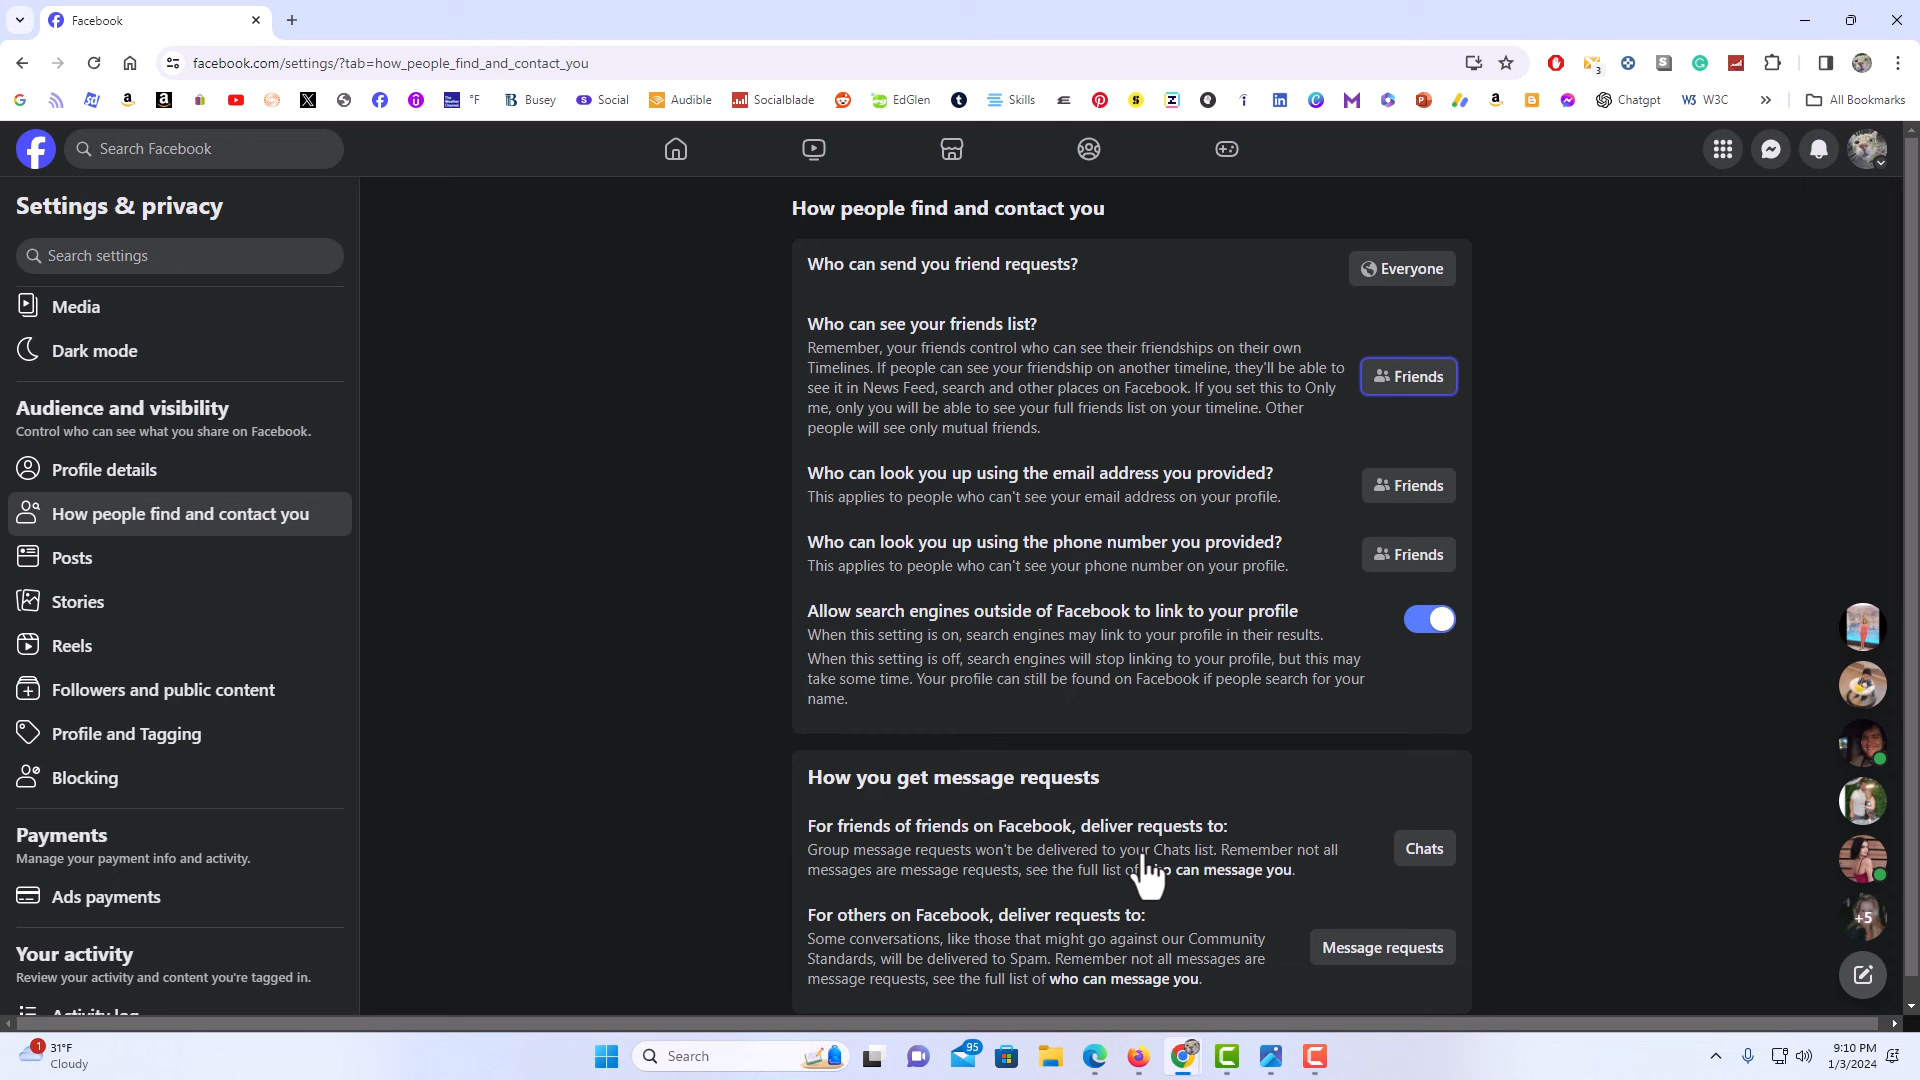 Facebook
facebook.com/settings/?tab=how_people_find_and_contact_you
3
°F
Busey
Social
Audible
Socialblade
EdGlen
Skills
Chatgpt
W3C
All Bookmarks
Search Facebook
Settings & privacy
Search settings
Media
Dark mode
Audience and visibility
Control who can see what you share on Facebook.
Profile details
How people find and contact you
Posts
Stories
Reels
Followers and public content
Profile and Tagging
Blocking
Payments
Manage your payment info and activity.
Ads payments
Your activity
Review your activity and content you're tagged in.
Activity log
How people find and contact you
Who can send you friend requests?
Everyone
Who can see your friends list?
Remember, your friends control who can see their friendships on their own
Timelines. If people can see your friendship on another timeline, they'll be able to
see it in News Feed, search and other places on Facebook. If you set this to Only
me, only you will be able to see your full friends list on your timeline. Other
people will see only mutual friends.
Friends
Who can look you up using the email address you provided?
This applies to people who can't see your email address on your profile.
Friends
Who can look you up using the phone number you provided?
This applies to people who can't see your phone number on your profile.
Friends
Allow search engines outside of Facebook to link to your profile
When this setting is on, search engines may link to your profile in their results.
When this setting is off, search engines will stop linking to your profile, but this may
take some time. Your profile can still be found on Facebook if people search for your
name.
How you get message requests
For friends of friends on Facebook, deliver requests to:
Group message requests won't be delivered to your Chats list. Remember not all
messages are message requests, see the full list of who can message you.
Chats
For others on Facebook, deliver requests to:
Some conversations, like those that might go against our Community
Standards, will be delivered to Spam. Remember not all messages are
message requests, see the full list of who can message you.
Message requests
+5
1
31°F
Cloudy
Search
95
9:10 PM
1/3/2024